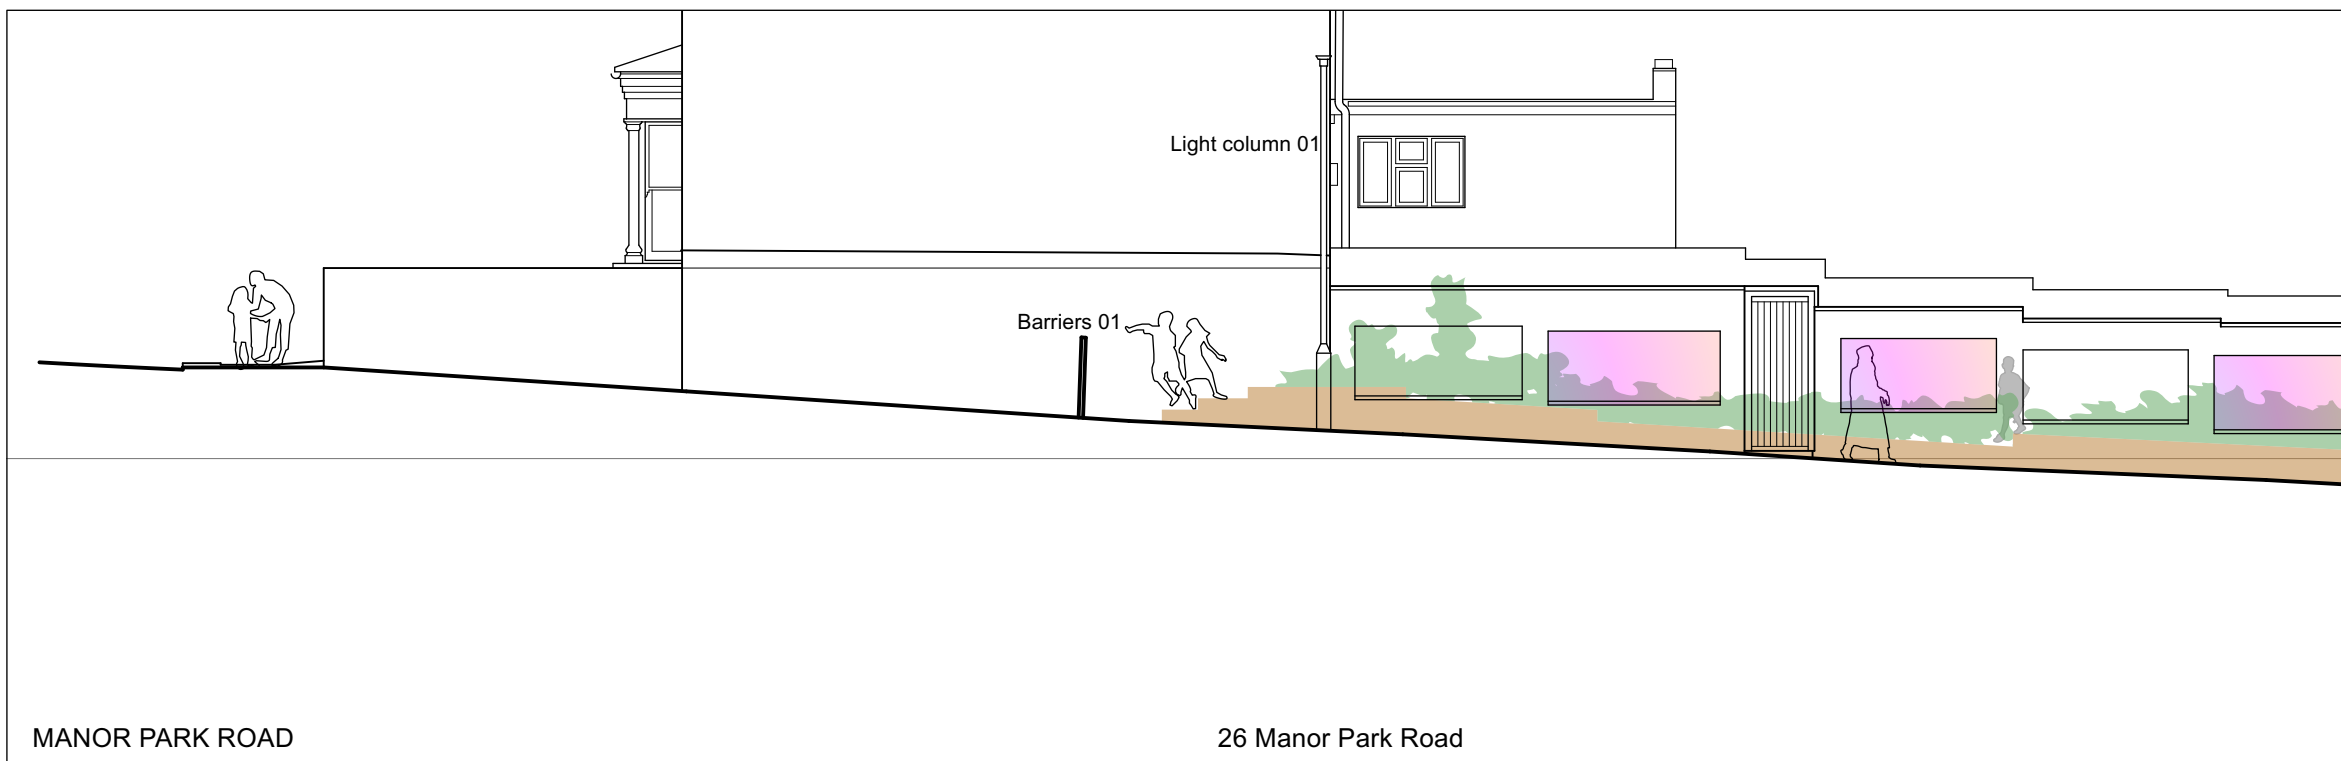 Light column 01
Barriers 01
MANOR PARK ROAD
26 Manor Park Road